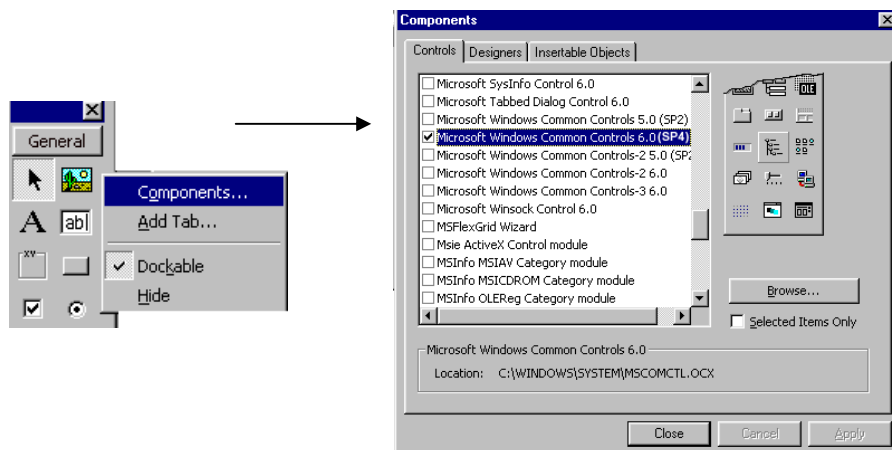 General
A
ab
XY
Components...
Add Tab...
Dockable
Hide
Components
Controls
Designers
Insertable Objects
Microsoft SysInfo Control 6.0
Microsoft Tabbed Dialog Control 6.0
Microsoft Windows Common Controls 5.0 (SP2)
Microsoft Windows Common Controls 6.0(SP4)
Microsoft Windows Common Controls-2 5.0 (SP2
Microsoft Windows Common Controls-2 6.0
Microsoft Windows Common Controls-3 6.0
Microsoft Winsock Control 6.0
MSFlexGrid Wizard
Msie ActiveX Control module
MSInfo MSIAV Category module
MSInfo MSICDROM Category module
MSInfo OLEReg Category module
OLE
Browse...
Selected Items Only
Microsoft Windows Common Controls 6.0
Location: C:\WINDOWS\SYSTEM\MSCOMCTL.OCX
Close
Cancel
Apply